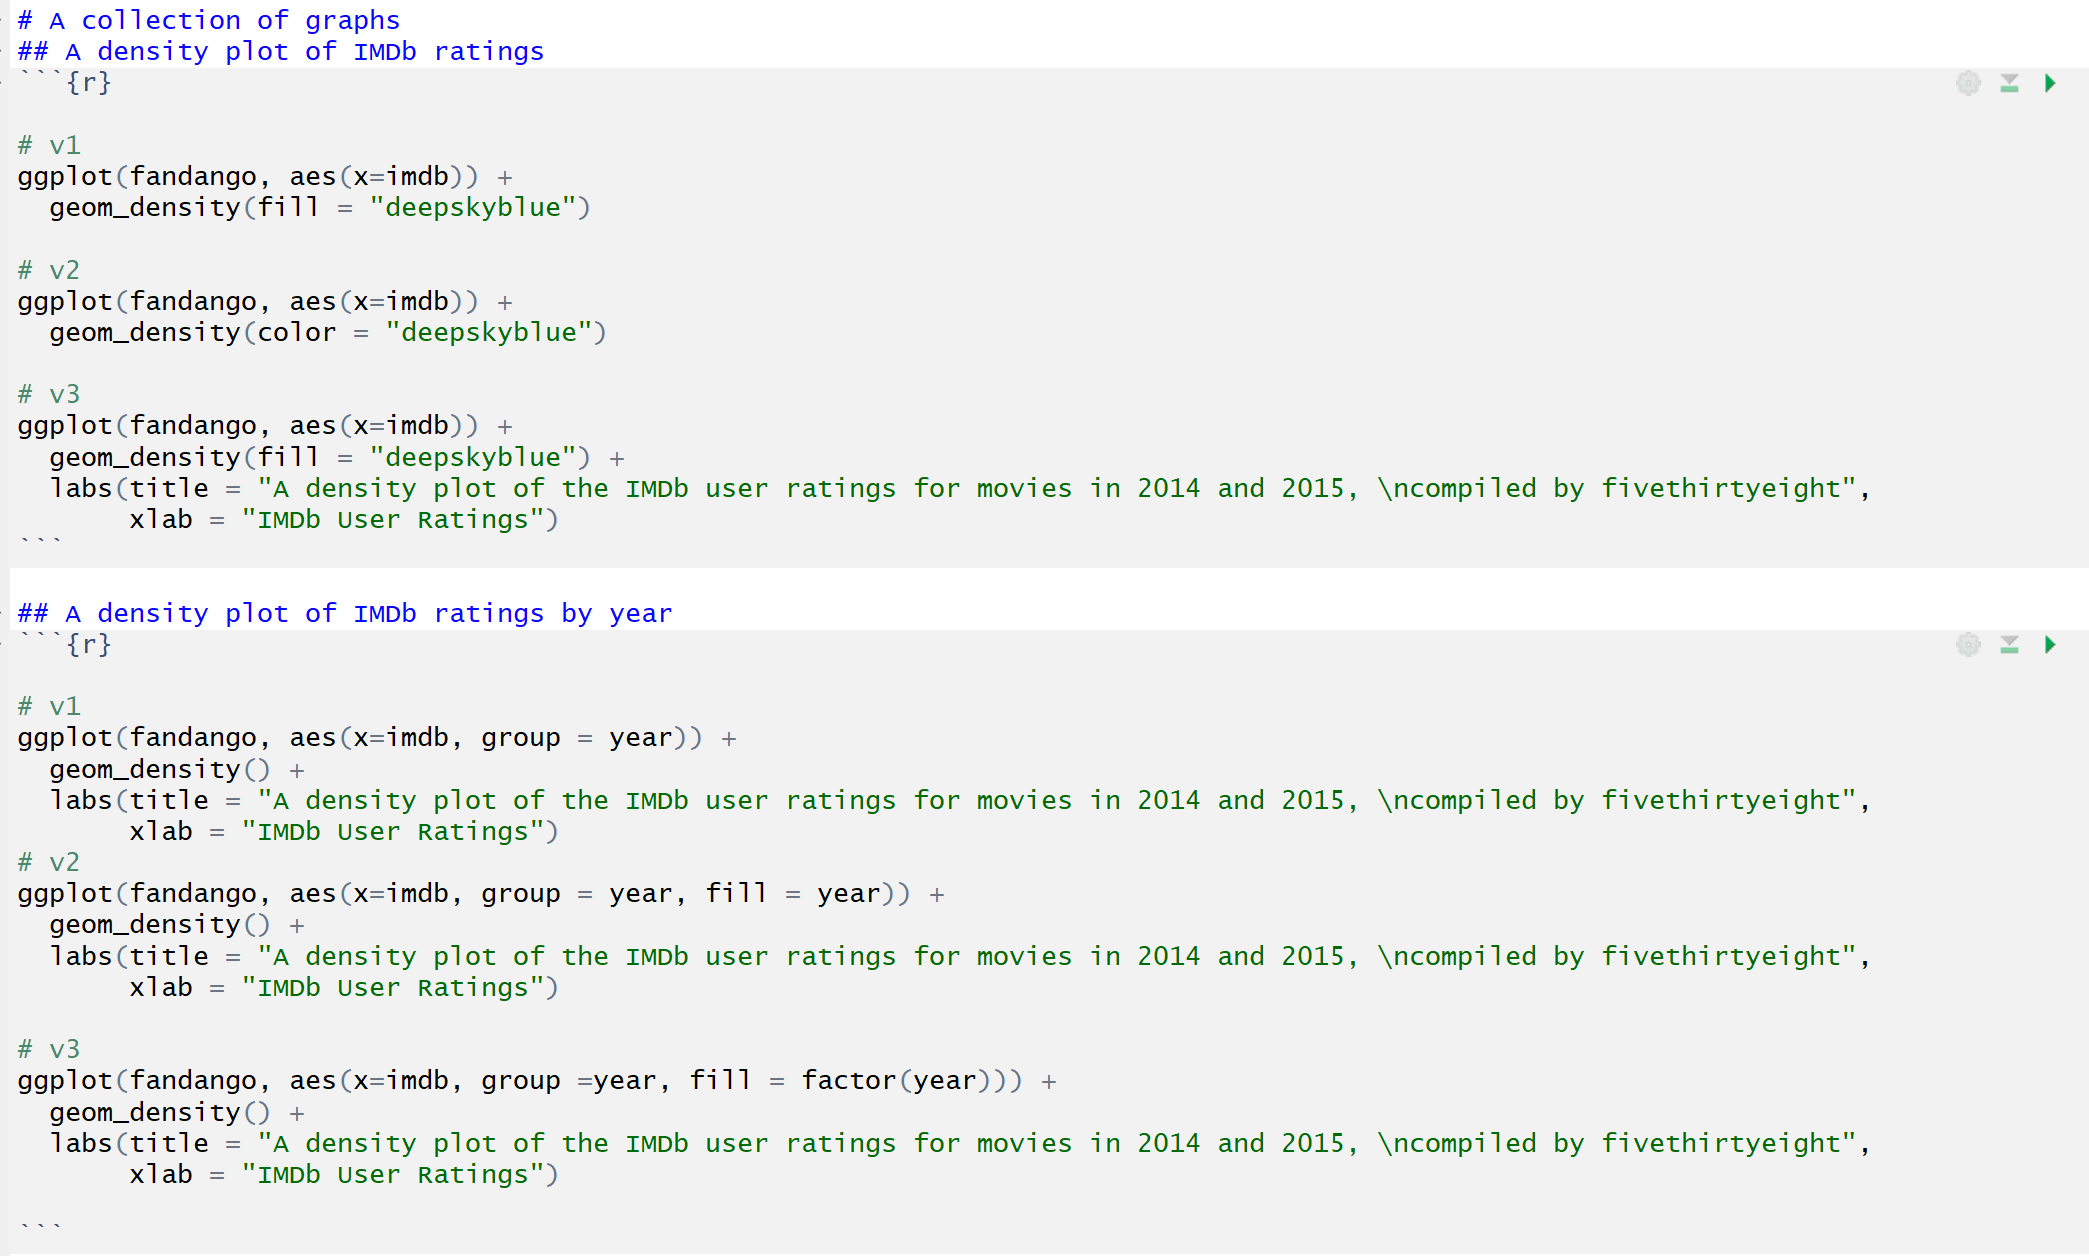 # A collection of graphs
## A density plot of IMDb ratings
```{r}
# v1
ggplot(fandango, aes(x=imdb)) +
  geom_density(fill = "deepskyblue")
# v2
ggplot(fandango, aes(x=imdb)) +
  geom_density(color = "deepskyblue")
# v3
ggplot(fandango, aes(x=imdb)) +
  geom_density(fill = "deepskyblue") +
  labs(title = "A density plot of the IMDb user ratings for movies in 2014 and 2015, \ncompiled by fivethirtyeight",
       xlab = "IMDb User Ratings")
```
## A density plot of IMDb ratings by year
```{r}
# v1
ggplot(fandango, aes(x=imdb, group = year)) +
  geom_density() +
  labs(title = "A density plot of the IMDb user ratings for movies in 2014 and 2015, \ncompiled by fivethirtyeight",
       xlab = "IMDb User Ratings")
# v2
ggplot(fandango, aes(x=imdb, group = year, fill = year)) +
  geom_density() +
  labs(title = "A density plot of the IMDb user ratings for movies in 2014 and 2015, \ncompiled by fivethirtyeight",
       xlab = "IMDb User Ratings")
# v3
ggplot(fandango, aes(x=imdb, group =year, fill = factor(year))) +
  geom_density() +
  labs(title = "A density plot of the IMDb user ratings for movies in 2014 and 2015, \ncompiled by fivethirtyeight",
       xlab = "IMDb User Ratings")
```